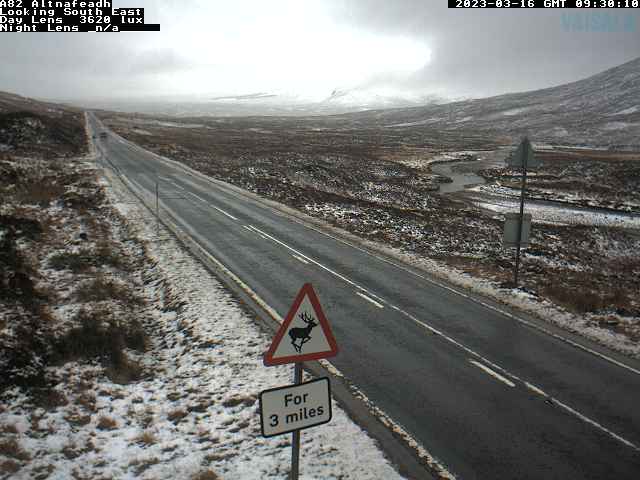 A82 Altnafeadh
2023-03-16 GMT 09:30:10
Looking South East
Day Lens 3620 lux
Night Lens n/a
VAISALA
For
3 miles